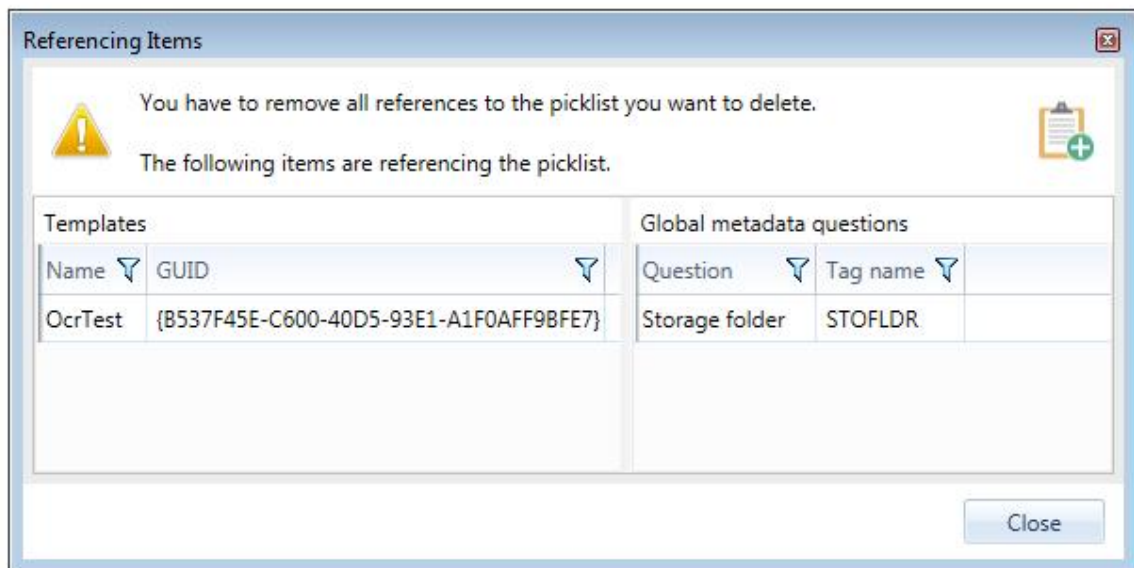 Referencing Items
You have to remove all references to the picklist you want to delete.
The following items are referencing the picklist.
Templates
Name GUID
OcrTest {B537F45E-C600-40D5-93E1-A1F0AFF9BFE7}
Global metadata questions
Question Tag name
Storage folder STOFLDR
Close